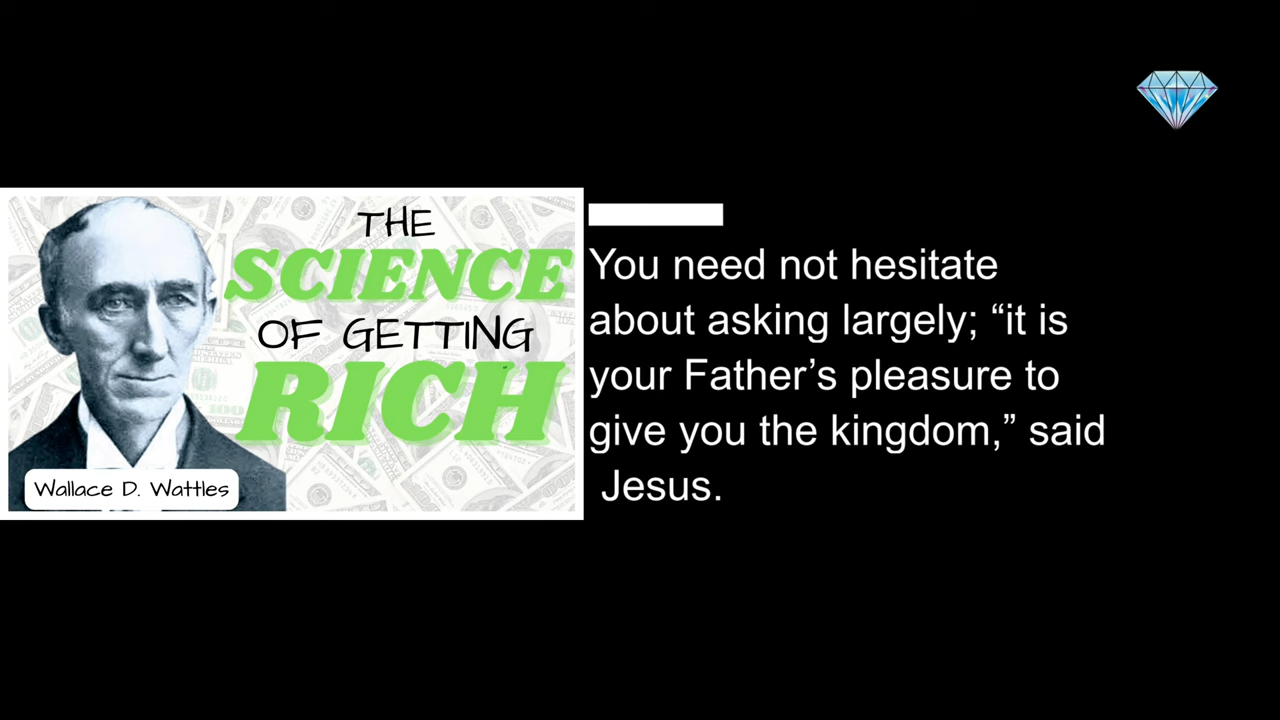 THE
SCIENCE
OF GETTING
RICH
Wallace D. Wattles
You need not hesitate
about asking largely; “it is
your Father’s pleasure to
give you the kingdom,” said
Jesus.